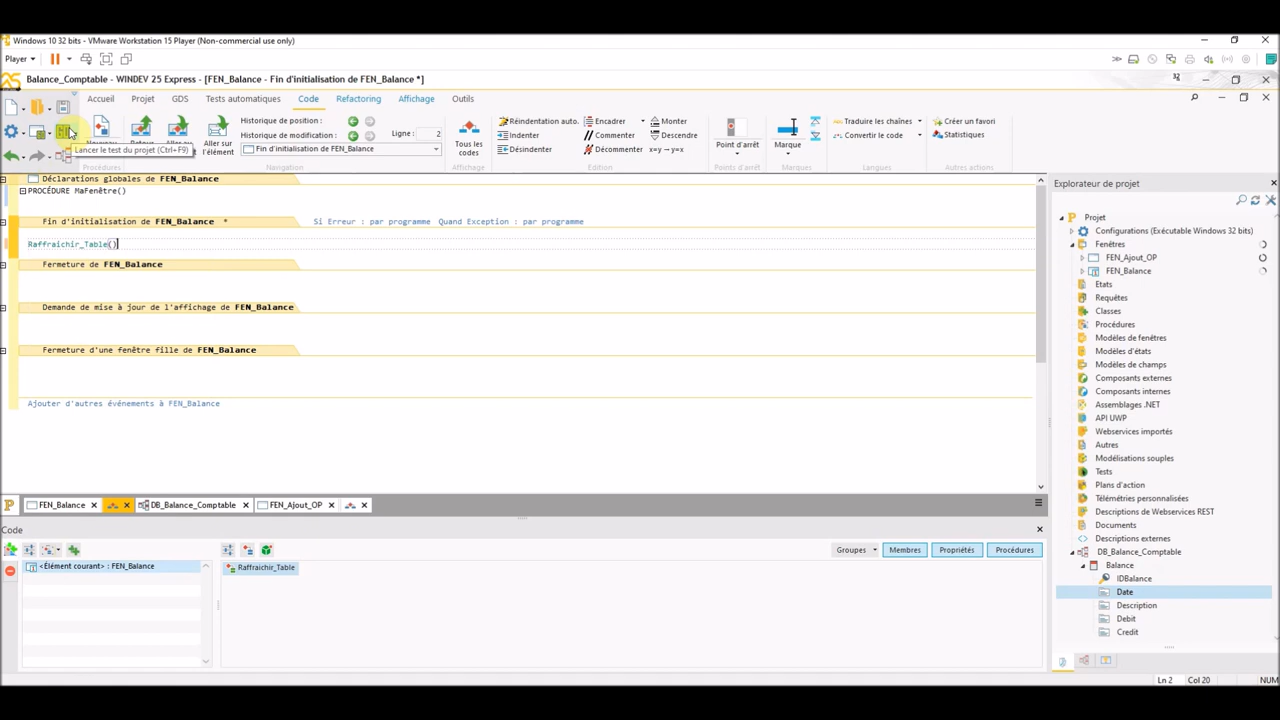 Windows 10 32 bits - VMware Workstation 15 Player (Non-commercial use only)
Player
Balance_Comptable - WINDEV 25 Express - [FEN_Balance - Fin d'initialisation de FEN_Balance *]
32
Accueil Projet GDS Tests automatiques Code Refactoring Affichage Outils
Historique de position :
Historique de modification :
Ligne : 2
Fin d'initialisation de FEN_Balance
Aller sur l'élément
Navigation
Procédures
Lancer le test du projet (Ctrl+F9)
Tous les codes
Affichage
Réindentation auto.
Indenter
Désindenter
Encadrer
Commenter
Décommenter
Monter
Descendre
x=y → y=x
Edition
Point d'arrêt
Points d'arrêt
Marque
Marques
Traduire les chaînes
Convertir le code
Langues supplémentaires
Créer un favori
Statistiques
Autres actions
Déclarations globales de FEN_Balance
PROCÉDURE MaFenêtre()
Fin d'initialisation de FEN_Balance * Si Erreur : par programme Quand Exception : par programme
Raffraichir_Table()
Fermeture de FEN_Balance
Demande de mise à jour de l'affichage de FEN_Balance
Fermeture d'une fenêtre fille de FEN_Balance
Ajouter d'autres événements à FEN_Balance
FEN_Balance
DB_Balance_Comptable
FEN_Ajout_OP
Code
Groupes Membres Propriétés Procédures
<Élément courant> : FEN_Balance
Raffraichir_Table
Explorateur de projet
Projet
Configurations (Exécutable Windows 32 bits)
Fenêtres
FEN_Ajout_OP
FEN_Balance
Etats
Requêtes
Classes
Procédures
Modèles de fenêtres
Modèles d'états
Modèles de champs
Composants externes
Composants internes
Assemblages .NET
API UWP
Webservices importés
Autres
Modélisations souples
Tests
Plans d'action
Télémétries personnalisées
Descriptions de Webservices REST
Documents
Descriptions externes
DB_Balance_Comptable
Balance
IDBalance
Date
Description
Debit
Credit
Ln 2 Col 20 NUM